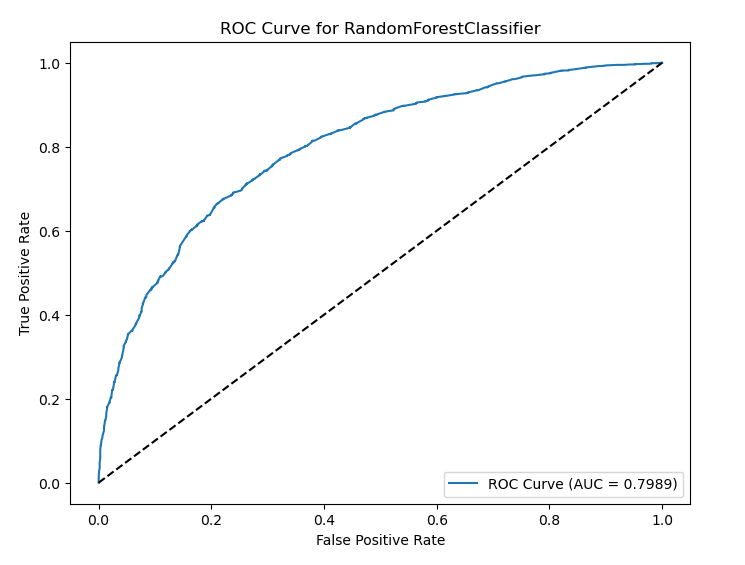 ROC Curve for RandomForestClassifier
True Positive Rate
1.0
0.8
0.6
0.4
0.2
0.0
ROC Curve (AUC = 0.7989)
0.0 0.2 0.4 0.6 0.8 1.0
False Positive Rate